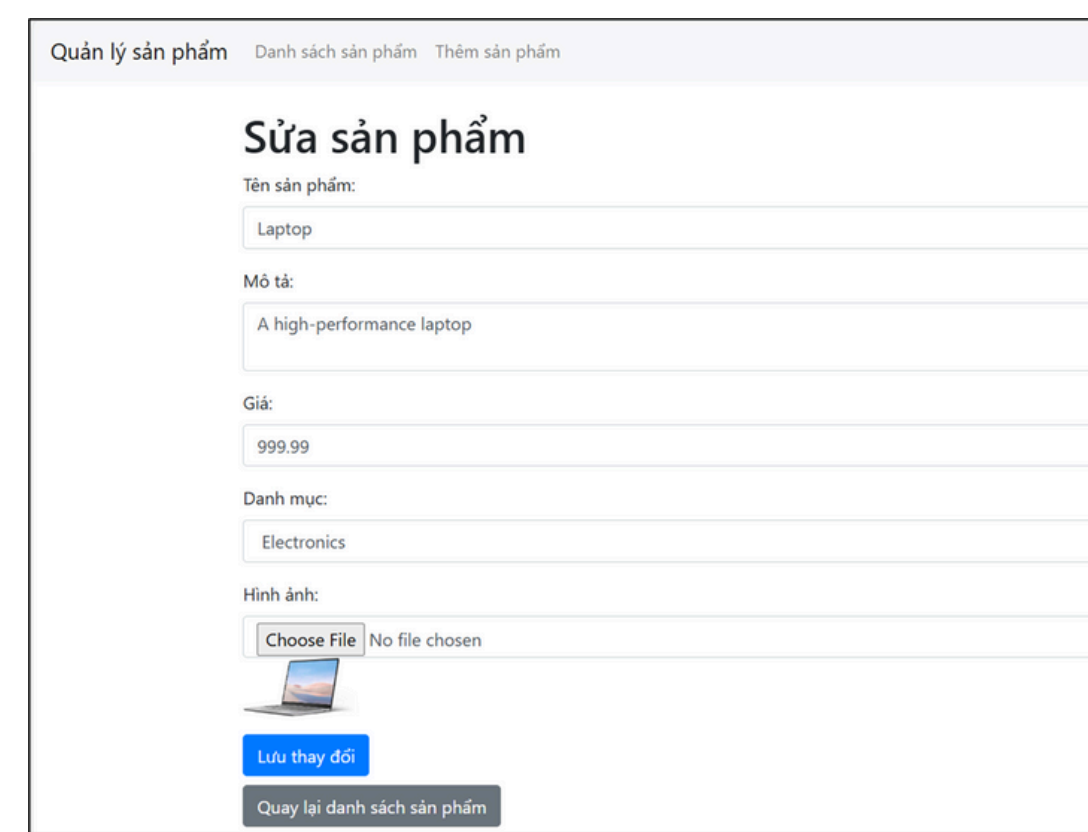 Quản lý sản phẩm Danh sách sản phẩm Thêm sản phẩm
Sửa sản phẩm
Tên sản phẩm:
Laptop
Mô tả:
A high-performance laptop
Giá:
999.99
Danh mục:
Electronics
Hình ảnh:
Choose File No file chosen
Lưu thay đổi
Quay lại danh sách sản phẩm